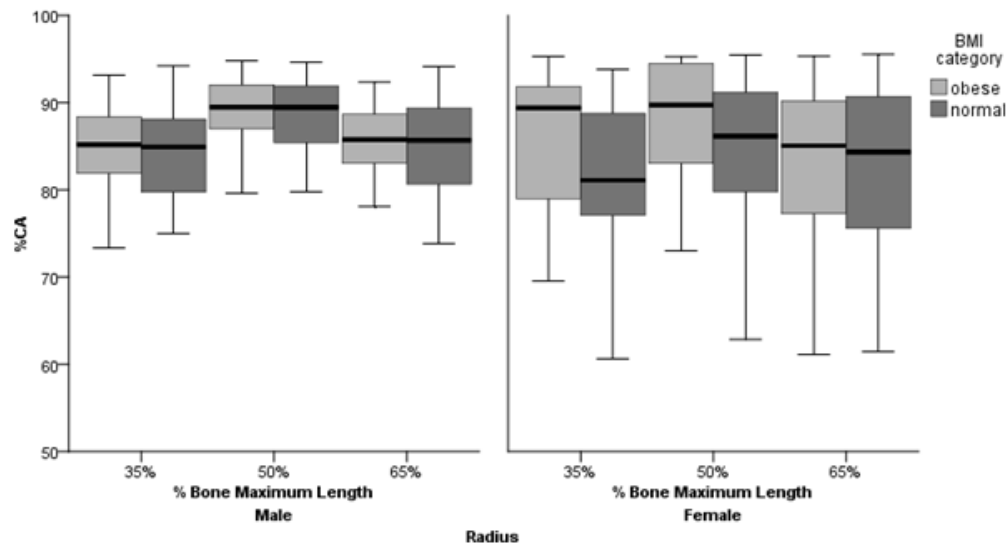 100
90
80
70
60
50
%CA
35% 50% 65%
% Bone Maximum Length
Male
35% 50% 65%
% Bone Maximum Length
Female
Radius
BMI
category
obese
normal